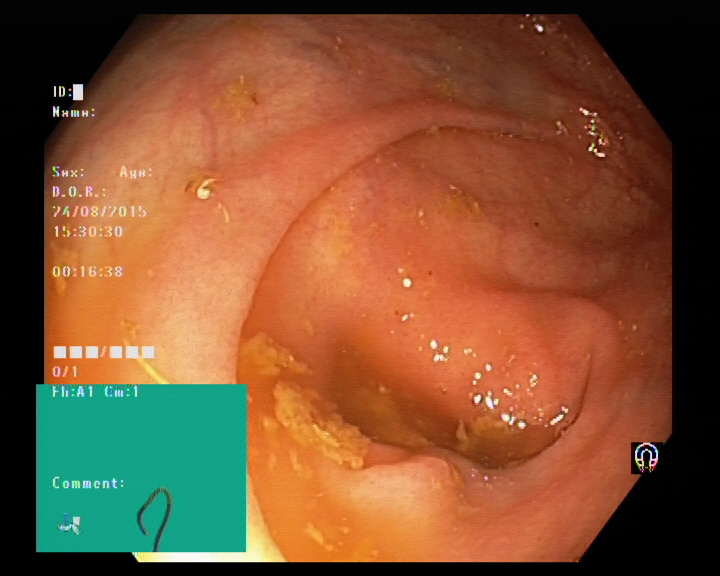 ID:
Name:
Sex: Age:
D.O.B.:
24/08/2015
15:30:30
00:16:38
/
0/1
Eh:A1 Cm:1
Comment: